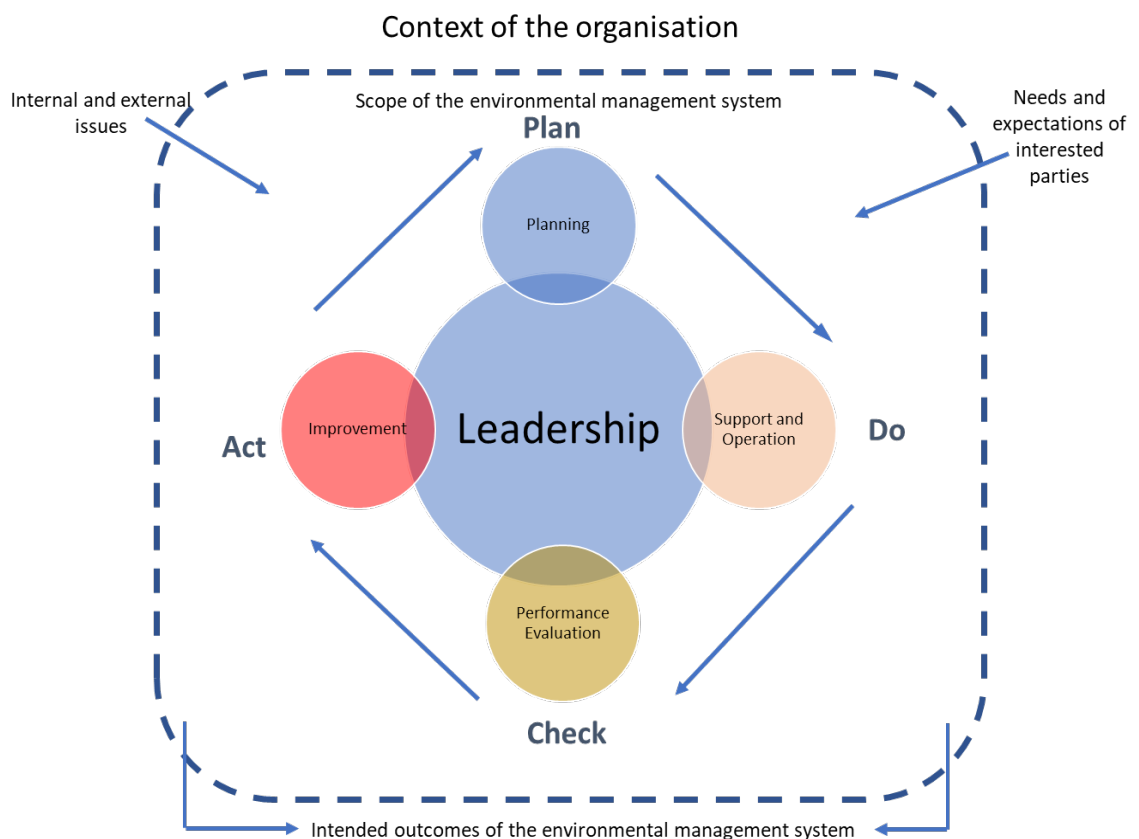 Context of the organisation
Internal and external
issues
Scope of the environmental management system
Needs and
expectations of
interested
parties
Plan
Planning
Act
Improvement
Leadership
Support and
Operation
Do
Performance
Evaluation
Check
Intended outcomes of the environmental management system